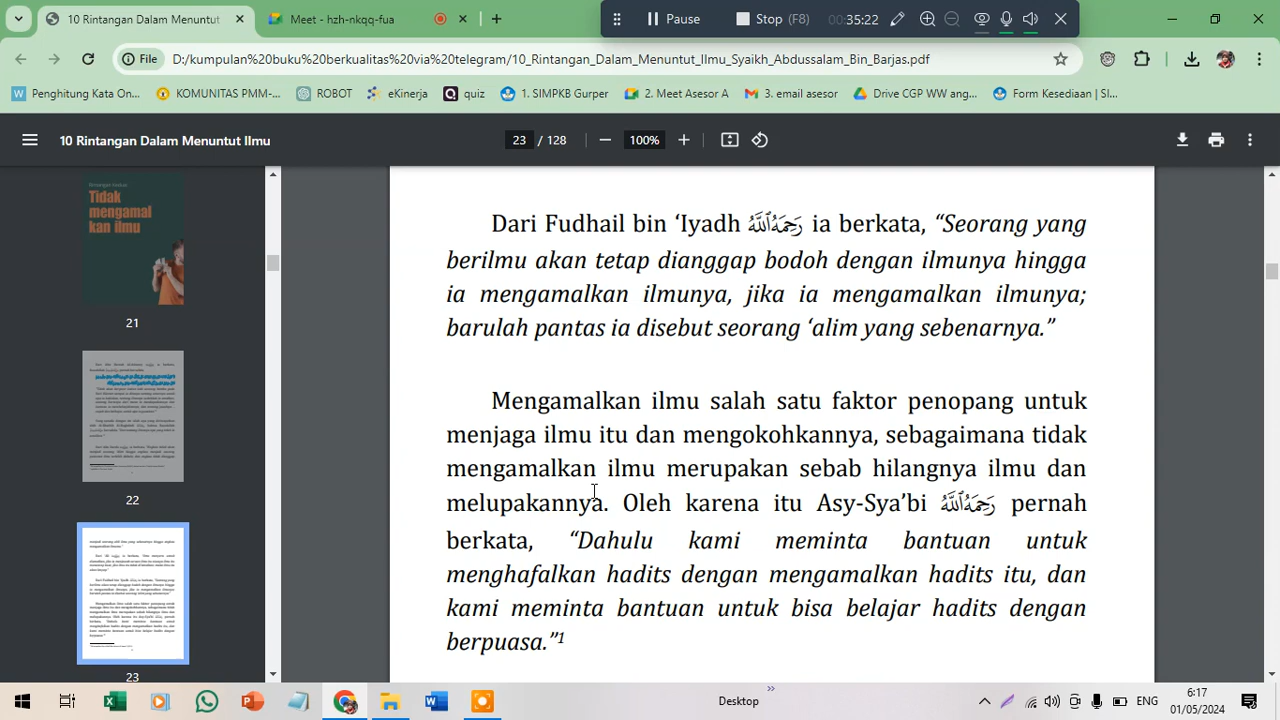 10 Rintangan Dalam Menuntut
Meet - hzh-nkqq-fua
Pause
Stop (F8)
00:35:22
File
D:/kumpulan%20buku%20berkualitas%20via%20telegram/10_Rintangan_Dalam_Menuntut_Ilmu_Syaikh_Abdussalam_Bin_Barjas.pdf
Penghitung Kata On...
KOMUNITAS PMM-...
ROBOT
eKinerja
quiz
1. SIMPKB Gurper
2. Meet Asesor A
3. email asesor
Drive CGP WW ang...
Form Kesediaan | SI...
10 Rintangan Dalam Menuntut Ilmu
23 / 128
100%
Tidak
mengamal
kan ilmu
21
22
23
Dari Fudhail bin ‘Iyadh رَحِمَهُ ٱللَّهُ ia berkata, “Seorang yang
berilmu akan tetap dianggap bodoh dengan ilmunya hingga
ia mengamalkan ilmunya, jika ia mengamalkan ilmunya;
barulah pantas ia disebut seorang ‘alim yang sebenarnya.”
Mengamalkan ilmu salah satu faktor penopang untuk
menjaga ilmu itu dan mengokohkannya, sebagaimana tidak
mengamalkan ilmu merupakan sebab hilangnya ilmu dan
melupakannya. Oleh karena itu Asy-Sya’bi رَحِمَهُ ٱللَّهُ pernah
berkata, “Dahulu kami meminta bantuan untuk
menghafalkan hadits dengan mengamalkan hadits itu, dan
kami meminta bantuan untuk bisa belajar hadits dengan
berpuasa.”1
Desktop
ENG
6:17
01/05/2024